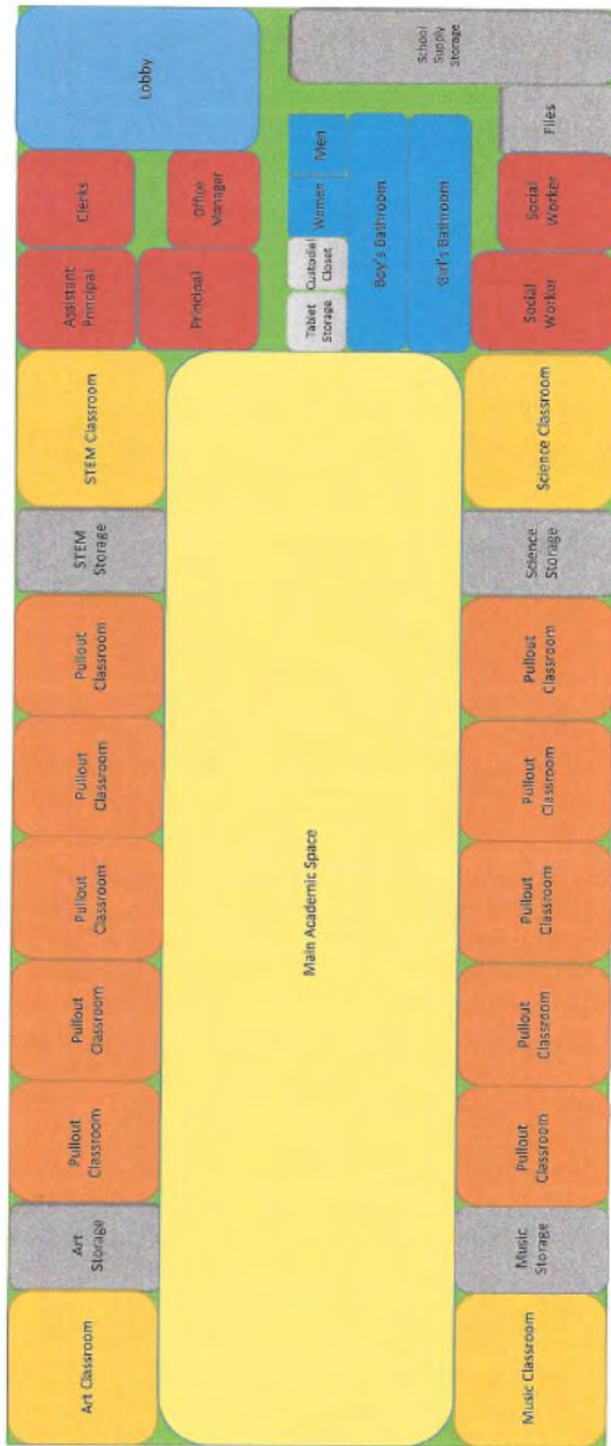 Art Classroom
Art
Storage
Pullout
Classroom
Pullout
Classroom
Pullout
Classroom
Pullout
Classroom
Pullout
Classroom
STEM
Storage
STEM Classroom
Assistant
Principal
Clerks
Lobby
Principal
Office
Manager
Main Academic Space
Tablet
Storage
Custodial
Closet
Women
Men
Boy's Bathroom
Girl's Bathroom
School
Supply
Storage
Music Classroom
Music
Storage
Pullout
Classroom
Pullout
Classroom
Pullout
Classroom
Pullout
Classroom
Pullout
Classroom
Science
Storage
Science Classroom
Social
Worker
Social
Worker
Files